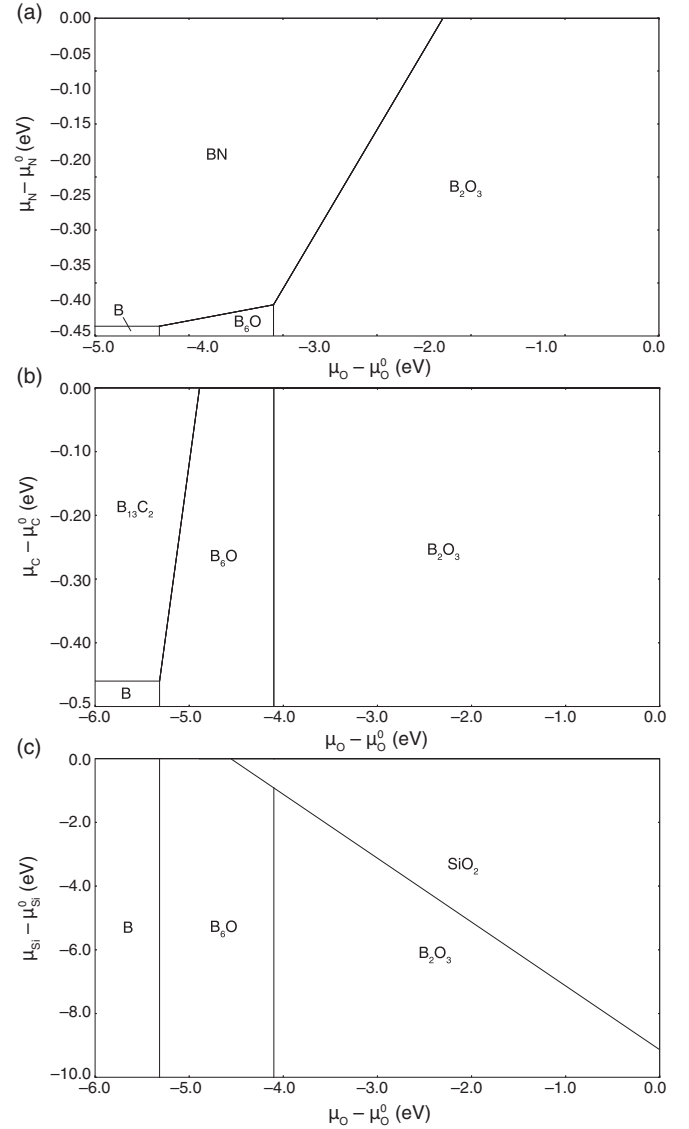 (a)
0.00
−0.05
−0.10
−0.15
−0.20
−0.25
−0.30
−0.35
−0.40
−0.45
μN − μN0 (eV)
BN
B2O3
B
B6O
−5.0 −4.0 −3.0 −2.0 −1.0 0.0
μO − μO0 (eV)
(b)
0.00
−0.10
−0.20
−0.30
−0.40
−0.5
μC − μC0 (eV)
B13C2
B6O
B2O3
B
−6.0 −5.0 −4.0 −3.0 −2.0 −1.0 0.0
μO − μO0 (eV)
(c)
0.0
−2.0
−4.0
−6.0
−8.0
−10.0
μSi − μSi0 (eV)
SiO2
B
B6O
B2O3
−6.0 −5.0 −4.0 −3.0 −2.0 −1.0 0.0
μO − μO0 (eV)